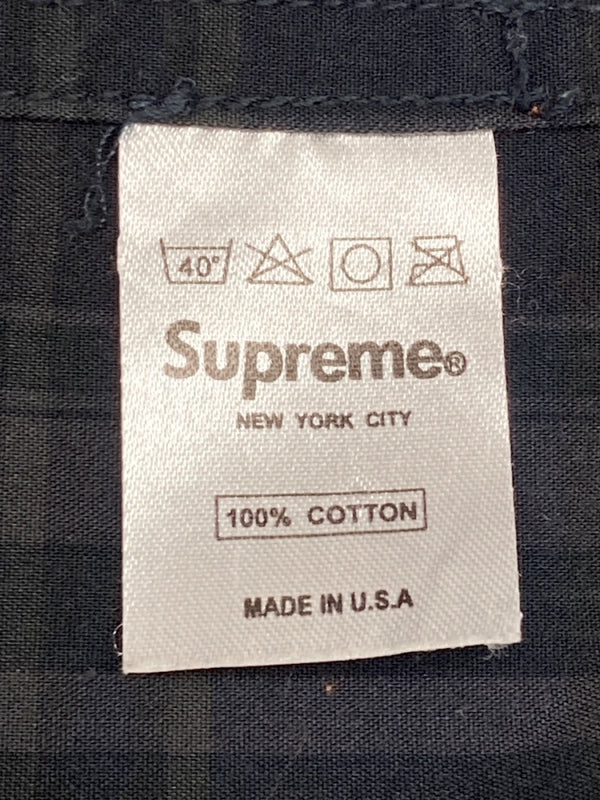 40°
Supreme®
NEW YORK CITY
100% COTTON
MADE IN U.S.A